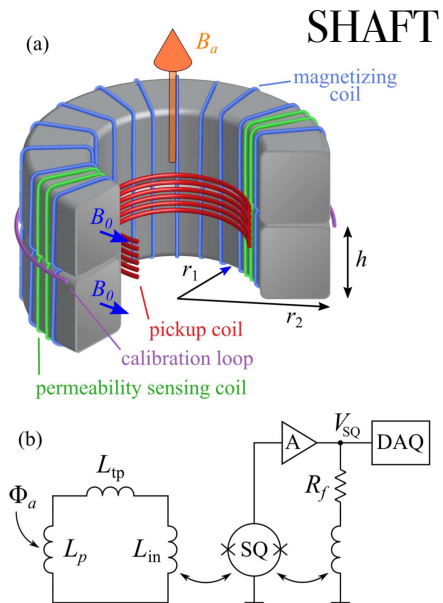 SHAFT
(a)
B_a
magnetizing
coil
B_0
B_0
r_1
h
r_2
pickup coil
calibration loop
permeability sensing coil
(b)
L_tp
Φ_a
L_p
L_in
SQ
A
V_SQ
DAQ
R_f